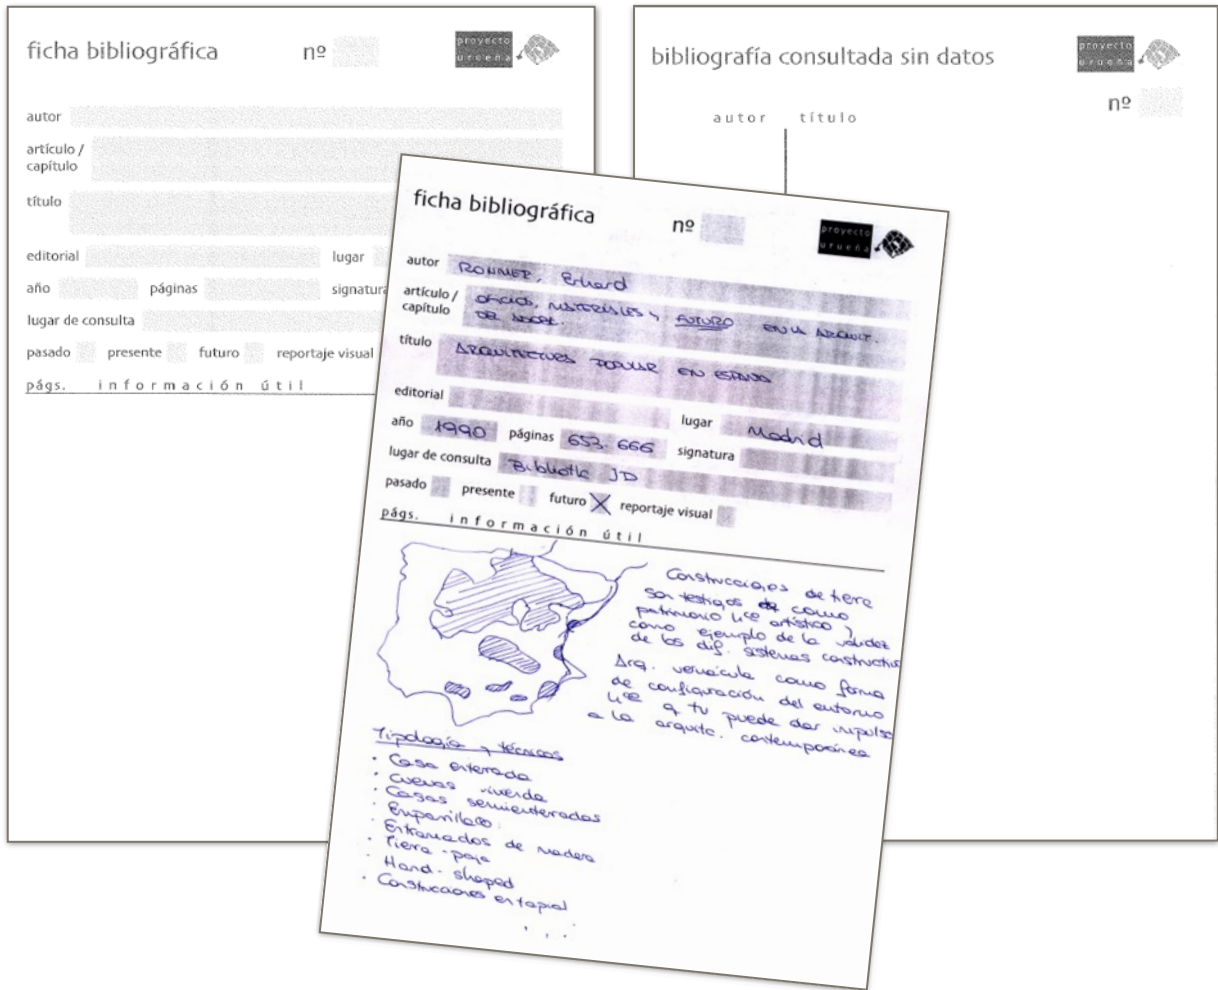 ficha bibliográfica nº
proyecto
urueña
autor
artículo /
capítulo
título
editorial lugar
año páginas signatura
lugar de consulta
pasado presente futuro reportaje visual
págs. información útil
bibliografía consultada sin datos
proyecto
urueña
nº
autor título
ficha bibliográfica nº
proyecto
urueña
autor ROHMER, Erhard
artículo / OFICIOS, MATERIALES y FUTURO EN LA ARQUIT.
capítulo DEL ADOBE.
título ARQUITECTURA POPULAR EN ESPAÑA
editorial lugar Madrid
año 1990 páginas 653-666 signatura
lugar de consulta Biblioteca JD
pasado presente futuro X reportaje visual
págs. información útil
Construcciones de tierra
son testigos como
patrimonio hco artístico y
como ejemplo de la validez
de los dif. sistemas constructivos
Arq. vernácula como forma
de configuración del entorno
puede dar impulso
a la arquitc. contemporánea
Tipología y técnicas
· Casa enterrada
· Cuevas vivienda
· Casas semienterradas
· Emparrillado.
· Entramados de madera
· Tierra-paja
· Hand-shaped
· Construcciones en tapial
. . .